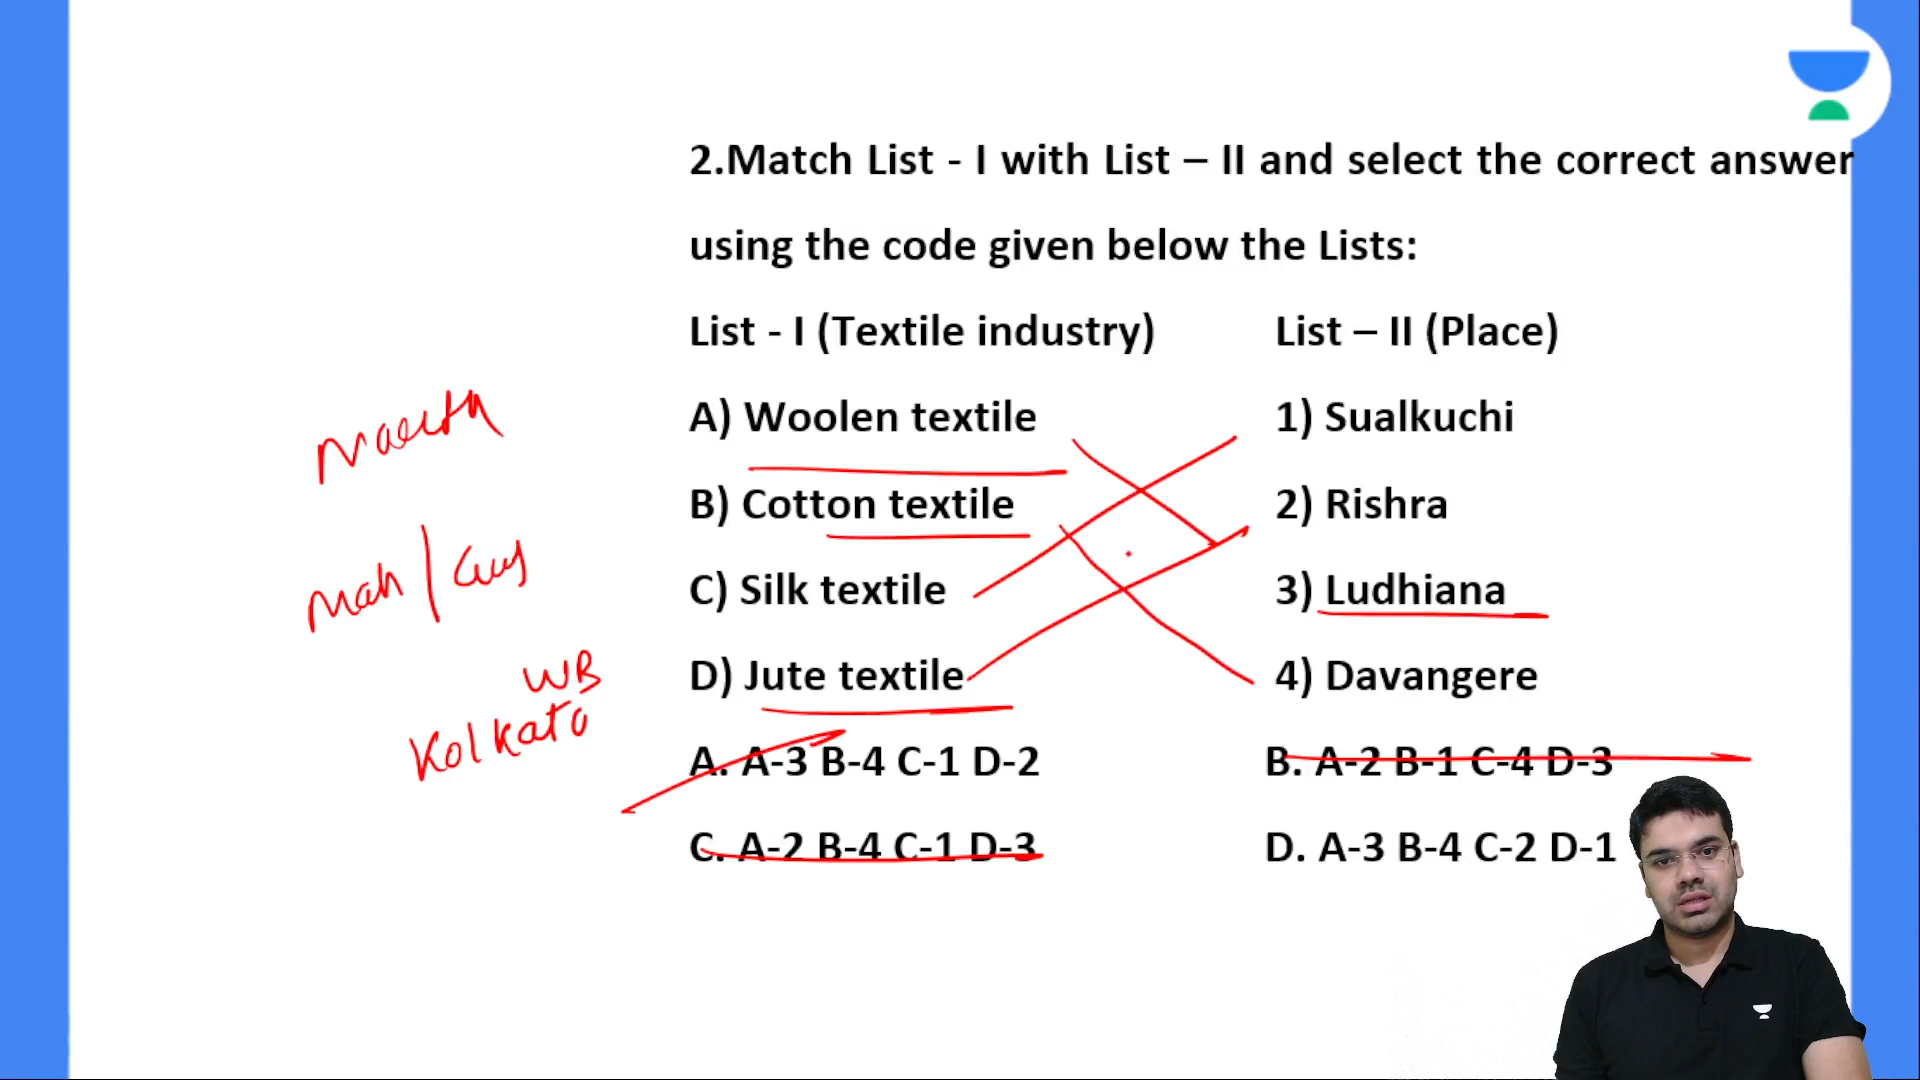 2.Match List - I with List – II and select the correct answer
using the code given below the Lists:
List - I (Textile industry) List – II (Place)
A) Woolen textile 1) Sualkuchi
B) Cotton textile 2) Rishra
C) Silk textile 3) Ludhiana
D) Jute textile 4) Davangere
A. A-3 B-4 C-1 D-2 B. A-2 B-1 C-4 D-3
C. A-2 B-4 C-1 D-3 D. A-3 B-4 C-2 D-1
Mah | Guj
WB
Kolkata